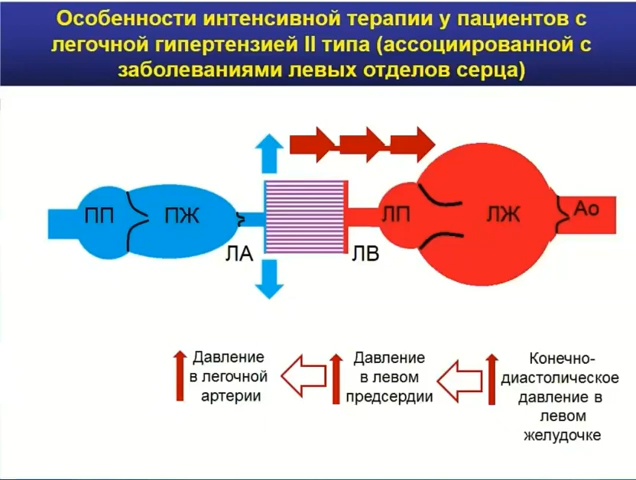 Особенности интенсивной терапии у пациентов с
легочной гипертензией II типа (ассоциированной с
заболеваниями левых отделов серца)
ПП ПЖ ЛП ЛЖ Ао
ЛА ЛВ
Давление
в легочной
артерии
Давление
в левом
предсердии
Конечно-
диастолическое
давление в
левом
желудочке